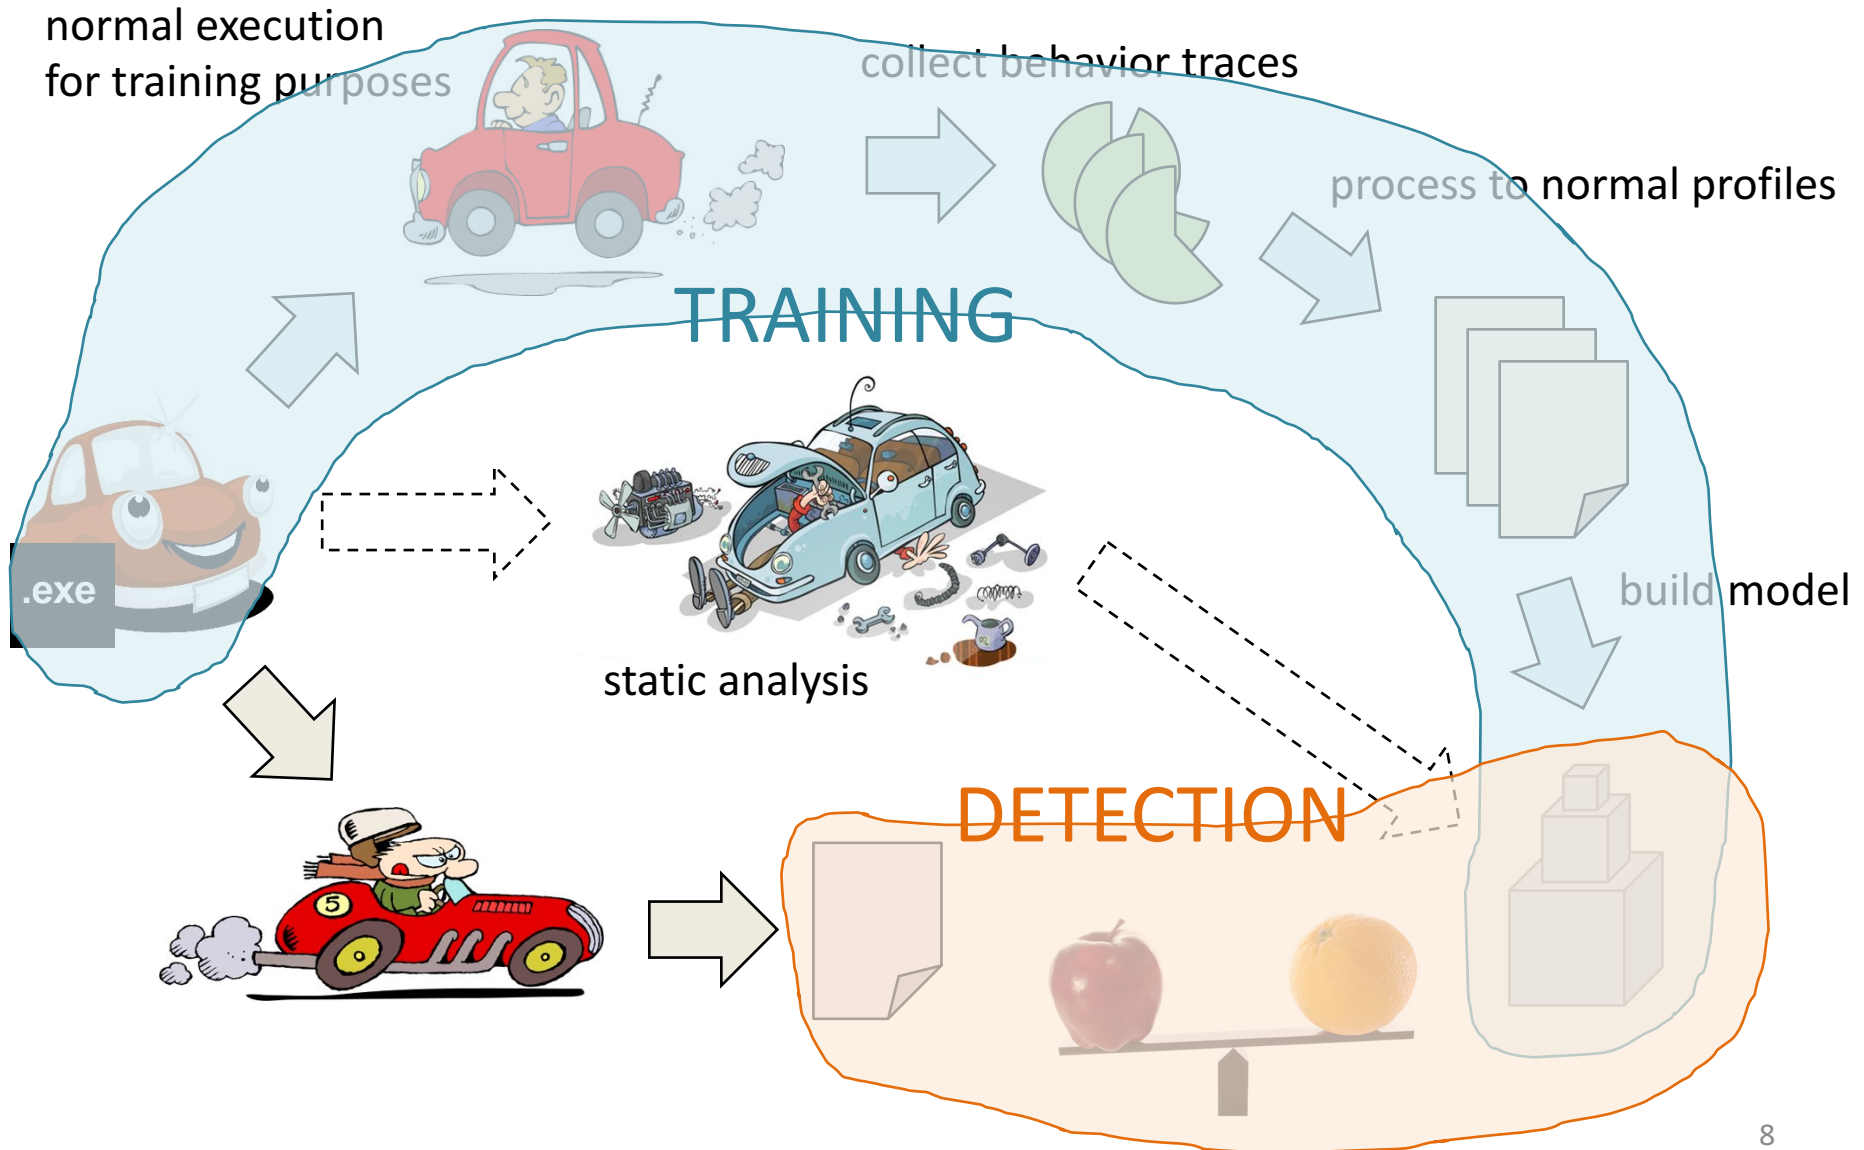 normal execution
for training purposes
collect behavior traces
process to normal profiles
TRAINING
.exe
build model
static analysis
DETECTION
5
8